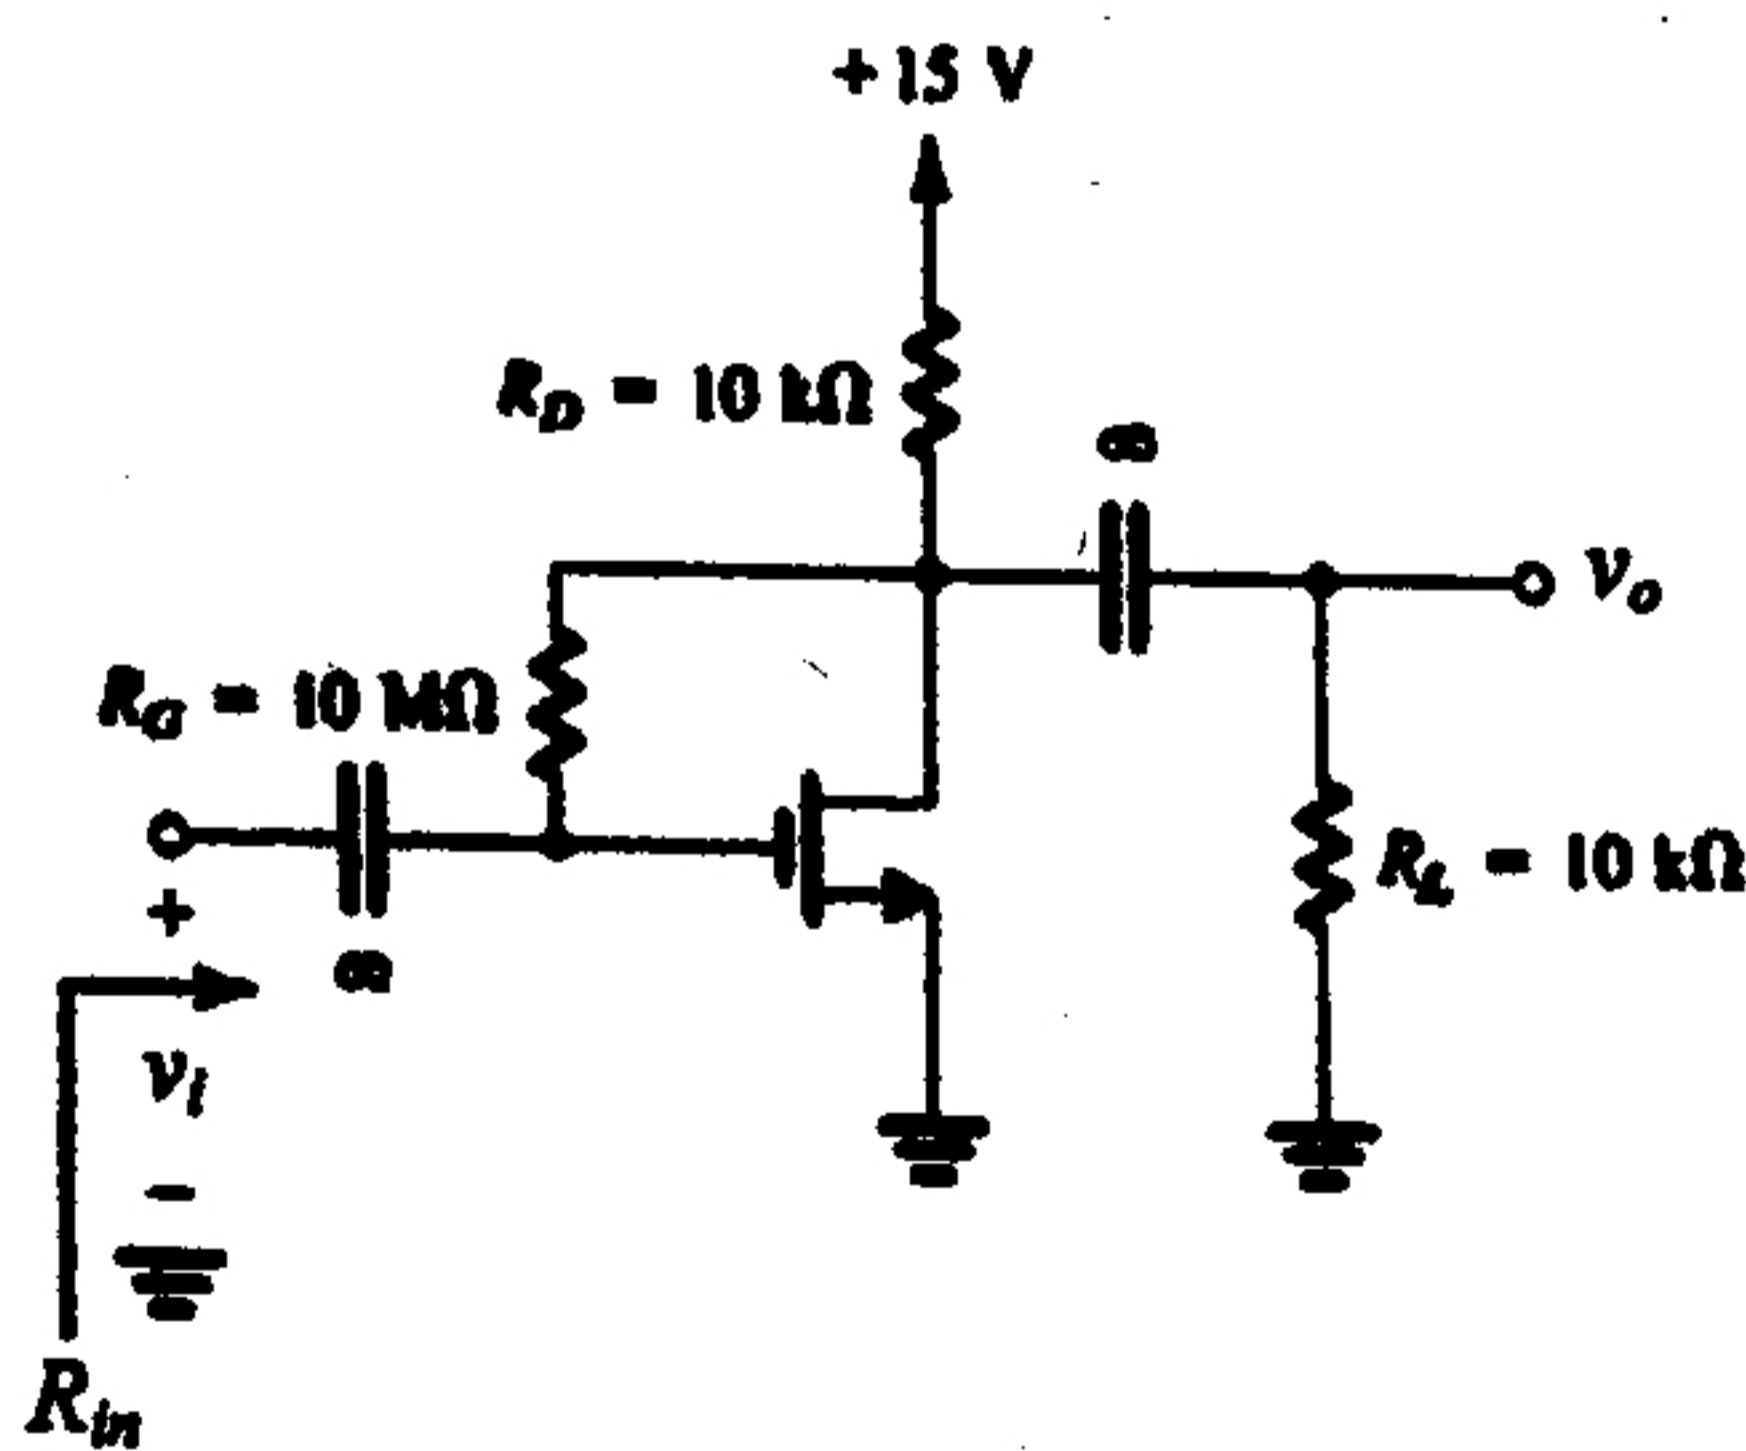 +15 V
R_D = 10 kΩ
∞
v_o
R_G = 10 MΩ
R_L = 10 kΩ
+
∞
v_i
−
R_in